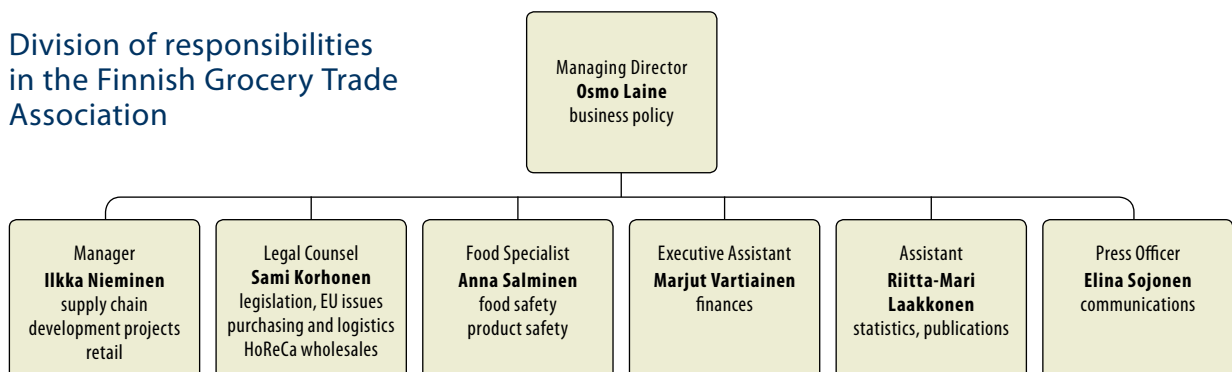 Division of responsibilities
in the Finnish Grocery Trade
Association
Managing Director
Osmo Laine
business policy
Manager
Ilkka Nieminen
supply chain
development projects
retail
Legal Counsel
Sami Korhonen
legislation, EU issues
purchasing and logistics
HoReCa wholesales
Food Specialist
Anna Salminen
food safety
product safety
Executive Assistant
Marjut Vartiainen
finances
Assistant
Riitta-Mari
Laakkonen
statistics, publications
Press Officer
Elina Sojonen
communications